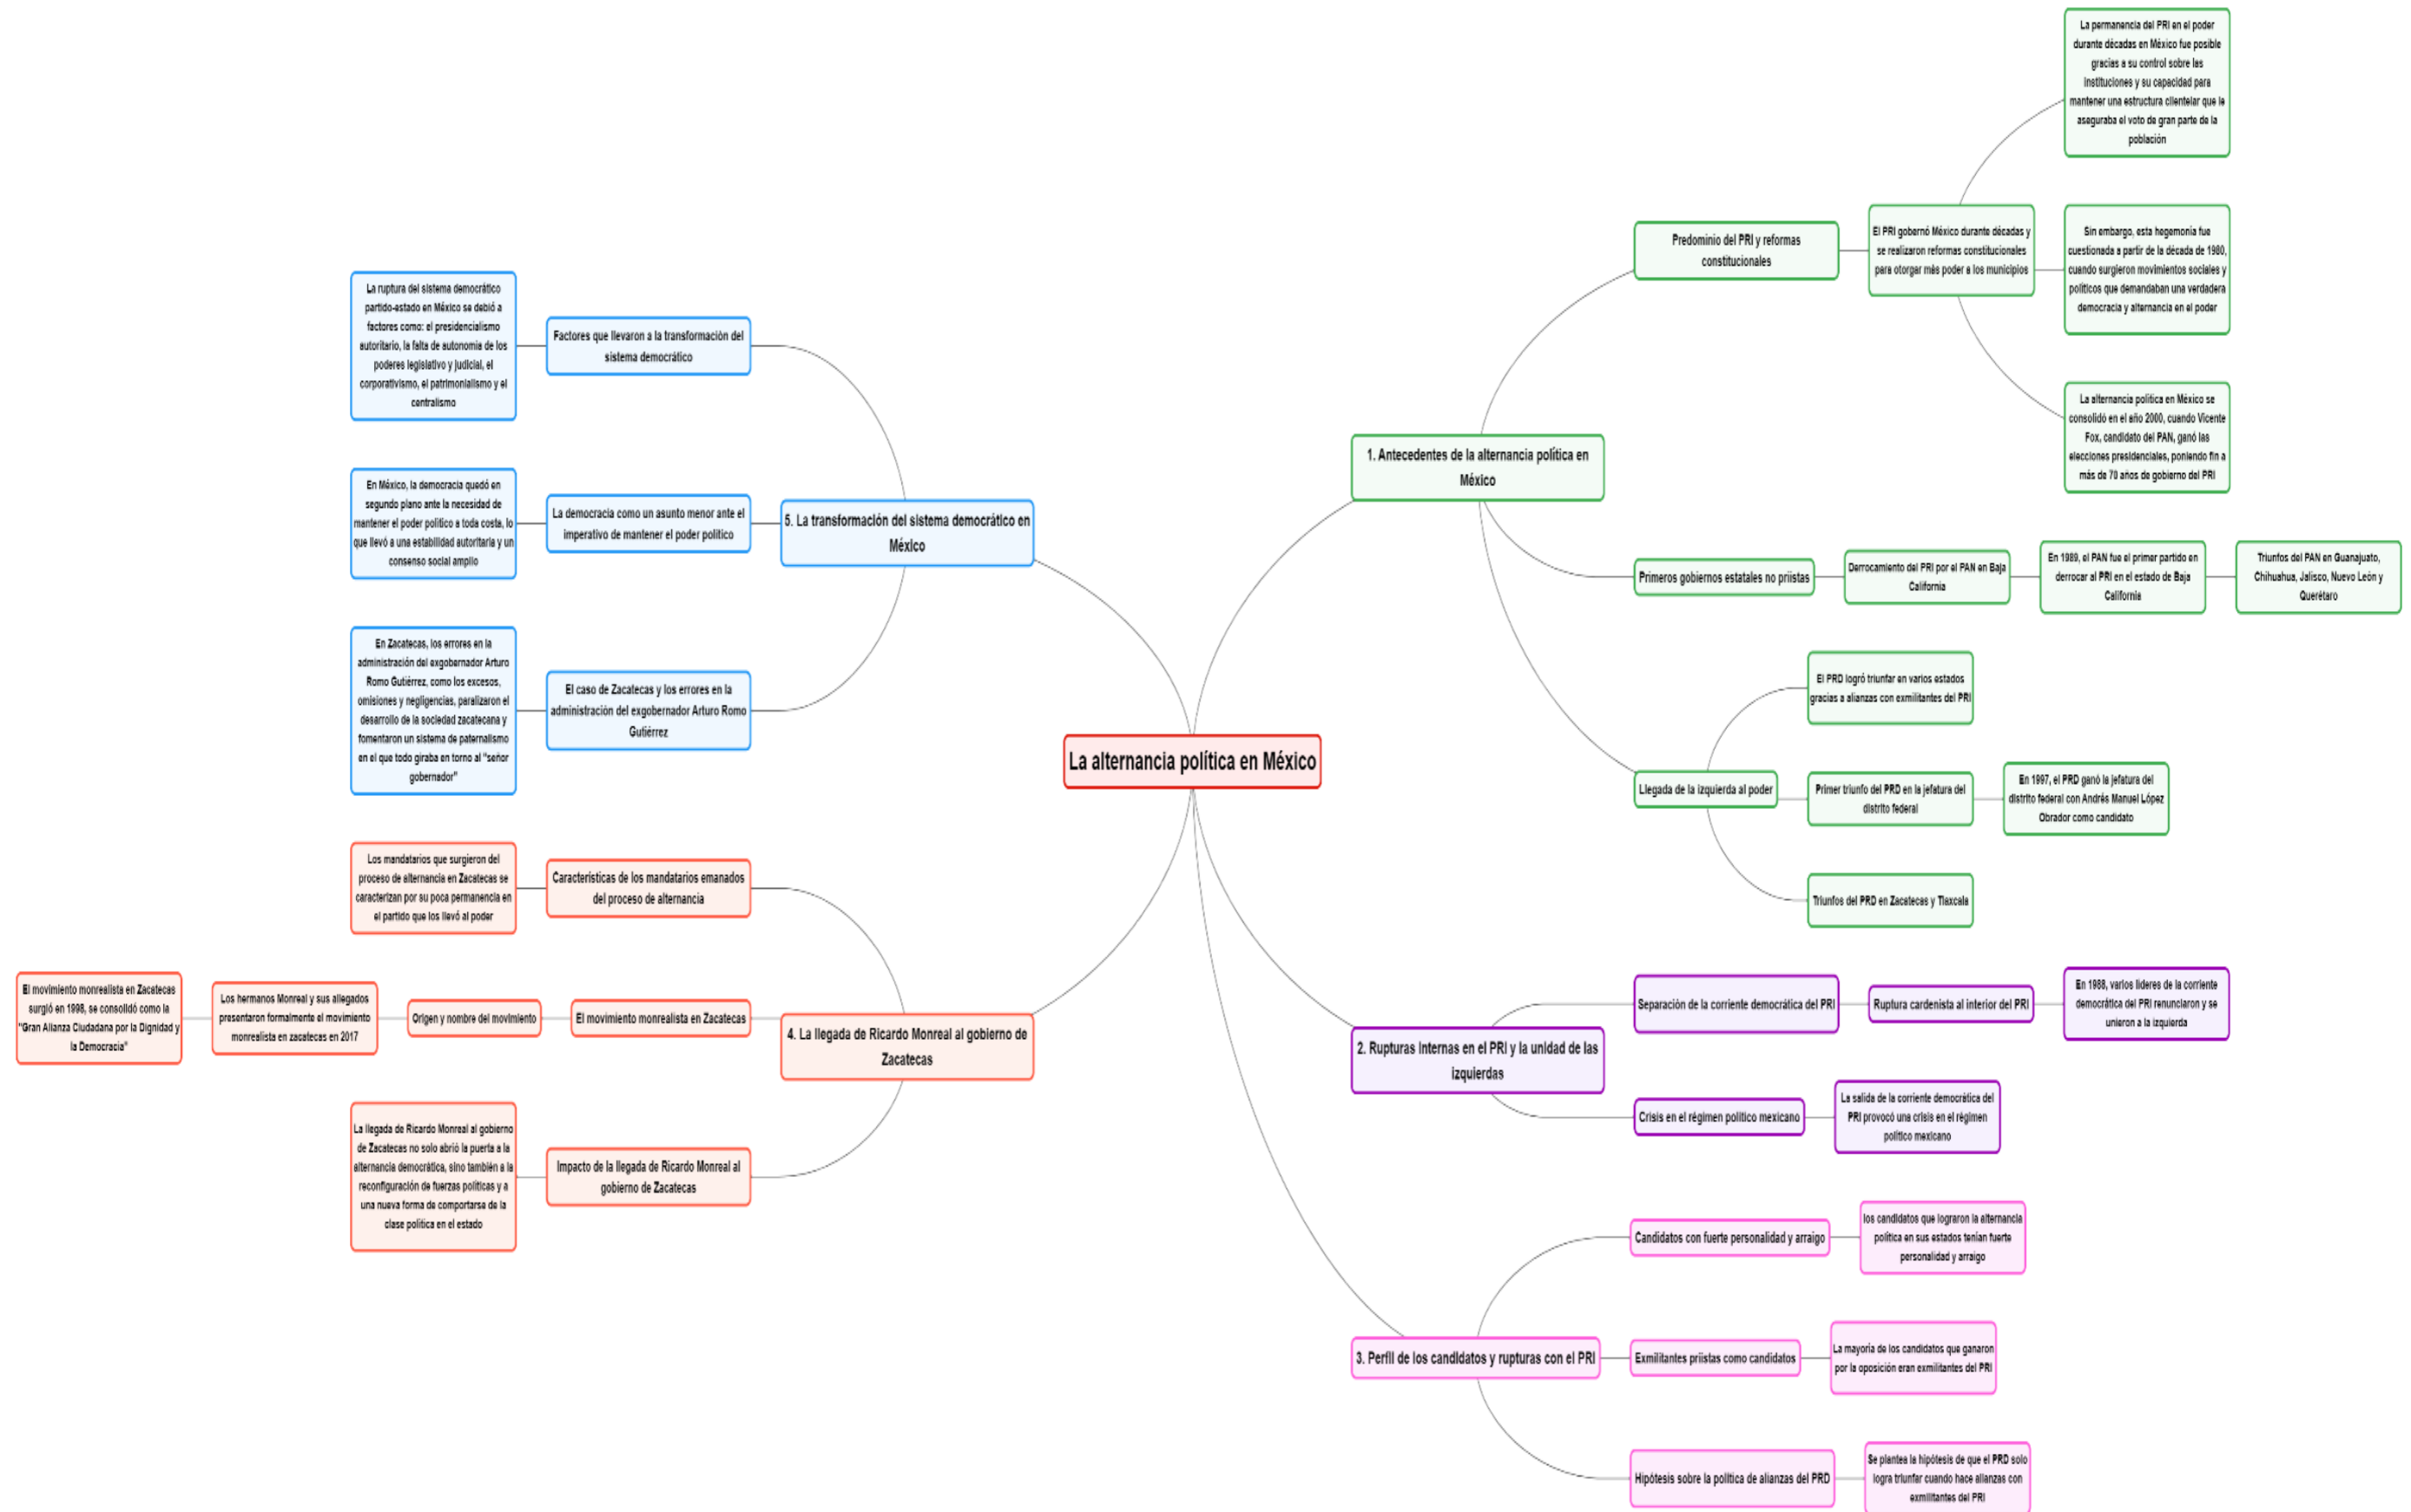 La alternancia política en México
1. Antecedentes de la alternancia política en
México
Predominio del PRI y reformas
constitucionales
El PRI gobernó México durante décadas y
se realizaron reformas constitucionales
para otorgar más poder a los municipios
La permanencia del PRI en el poder
durante décadas en México fue posible
gracias a su control sobre las
instituciones y su capacidad para
mantener una estructura clientelar que le
aseguraba el voto de gran parte de la
población
Sin embargo, esta hegemonía fue
cuestionada a partir de la década de 1980,
cuando surgieron movimientos sociales y
políticos que demandaban una verdadera
democracia y alternancia en el poder
La alternancia política en México se
consolidó en el año 2000, cuando Vicente
Fox, candidato del PAN, ganó las
elecciones presidenciales, poniendo fin a
más de 70 años de gobierno del PRI
Primeros gobiernos estatales no priistas
Derrocamiento del PRI por el PAN en Baja
California
En 1989, el PAN fue el primer partido en
derrocar al PRI en el estado de Baja
California
Triunfos del PAN en Guanajuato,
Chihuahua, Jalisco, Nuevo León y
Querétaro
Llegada de la izquierda al poder
El PRD logró triunfar en varios estados
gracias a alianzas con exmilitantes del PRI
Primer triunfo del PRD en la jefatura del
distrito federal
En 1997, el PRD ganó la jefatura del
distrito federal con Andrés Manuel López
Obrador como candidato
Triunfos del PRD en Zacatecas y Tlaxcala
2. Rupturas internas en el PRI y la unidad de las
izquierdas
Separación de la corriente democrática del PRI
Ruptura cardenista al interior del PRI
En 1988, varios líderes de la corriente
democrática del PRI renunciaron y se
unieron a la izquierda
Crisis en el régimen político mexicano
La salida de la corriente democrática del
PRI provocó una crisis en el régimen
político mexicano
3. Perfil de los candidatos y rupturas con el PRI
Candidatos con fuerte personalidad y arraigo
los candidatos que lograron la alternancia
política en sus estados tenían fuerte
personalidad y arraigo
Exmilitantes priistas como candidatos
La mayoría de los candidatos que ganaron
por la oposición eran exmilitantes del PRI
Hipótesis sobre la política de alianzas del PRD
Se plantea la hipótesis de que el PRD solo
logra triunfar cuando hace alianzas con
exmilitantes del PRI
4. La llegada de Ricardo Monreal al gobierno de
Zacatecas
Características de los mandatarios emanados
del proceso de alternancia
Los mandatarios que surgieron del
proceso de alternancia en Zacatecas se
caracterizan por su poca permanencia en
el partido que los llevó al poder
El movimiento monrealista en Zacatecas
Origen y nombre del movimiento
Los hermanos Monreal y sus allegados
presentaron formalmente el movimiento
monrealista en zacatecas en 2017
El movimiento monrealista en Zacatecas
surgió en 1998, se consolidó como la
"Gran Alianza Ciudadana por la Dignidad y
la Democracia"
Impacto de la llegada de Ricardo Monreal al
gobierno de Zacatecas
La llegada de Ricardo Monreal al gobierno
de Zacatecas no solo abrió la puerta a la
alternancia democrática, sino también a la
reconfiguración de fuerzas políticas y a
una nueva forma de comportarse de la
clase política en el estado
5. La transformación del sistema democrático en
México
Factores que llevaron a la transformación del
sistema democrático
La ruptura del sistema democrático
partido-estado en México se debió a
factores como: el presidencialismo
autoritario, la falta de autonomía de los
poderes legislativo y judicial, el
corporativismo, el patrimonialismo y el
centralismo
La democracia como un asunto menor ante el
imperativo de mantener el poder político
En México, la democracia quedó en
segundo plano ante la necesidad de
mantener el poder político a toda costa, lo
que llevó a una estabilidad autoritaria y un
consenso social amplio
El caso de Zacatecas y los errores en la
administración del exgobernador Arturo Romo
Gutiérrez
En Zacatecas, los errores en la
administración del exgobernador Arturo
Romo Gutiérrez, como los excesos,
omisiones y negligencias, paralizaron el
desarrollo de la sociedad zacatecana y
fomentaron un sistema de paternalismo
en el que todo giraba en torno al "señor
gobernador"